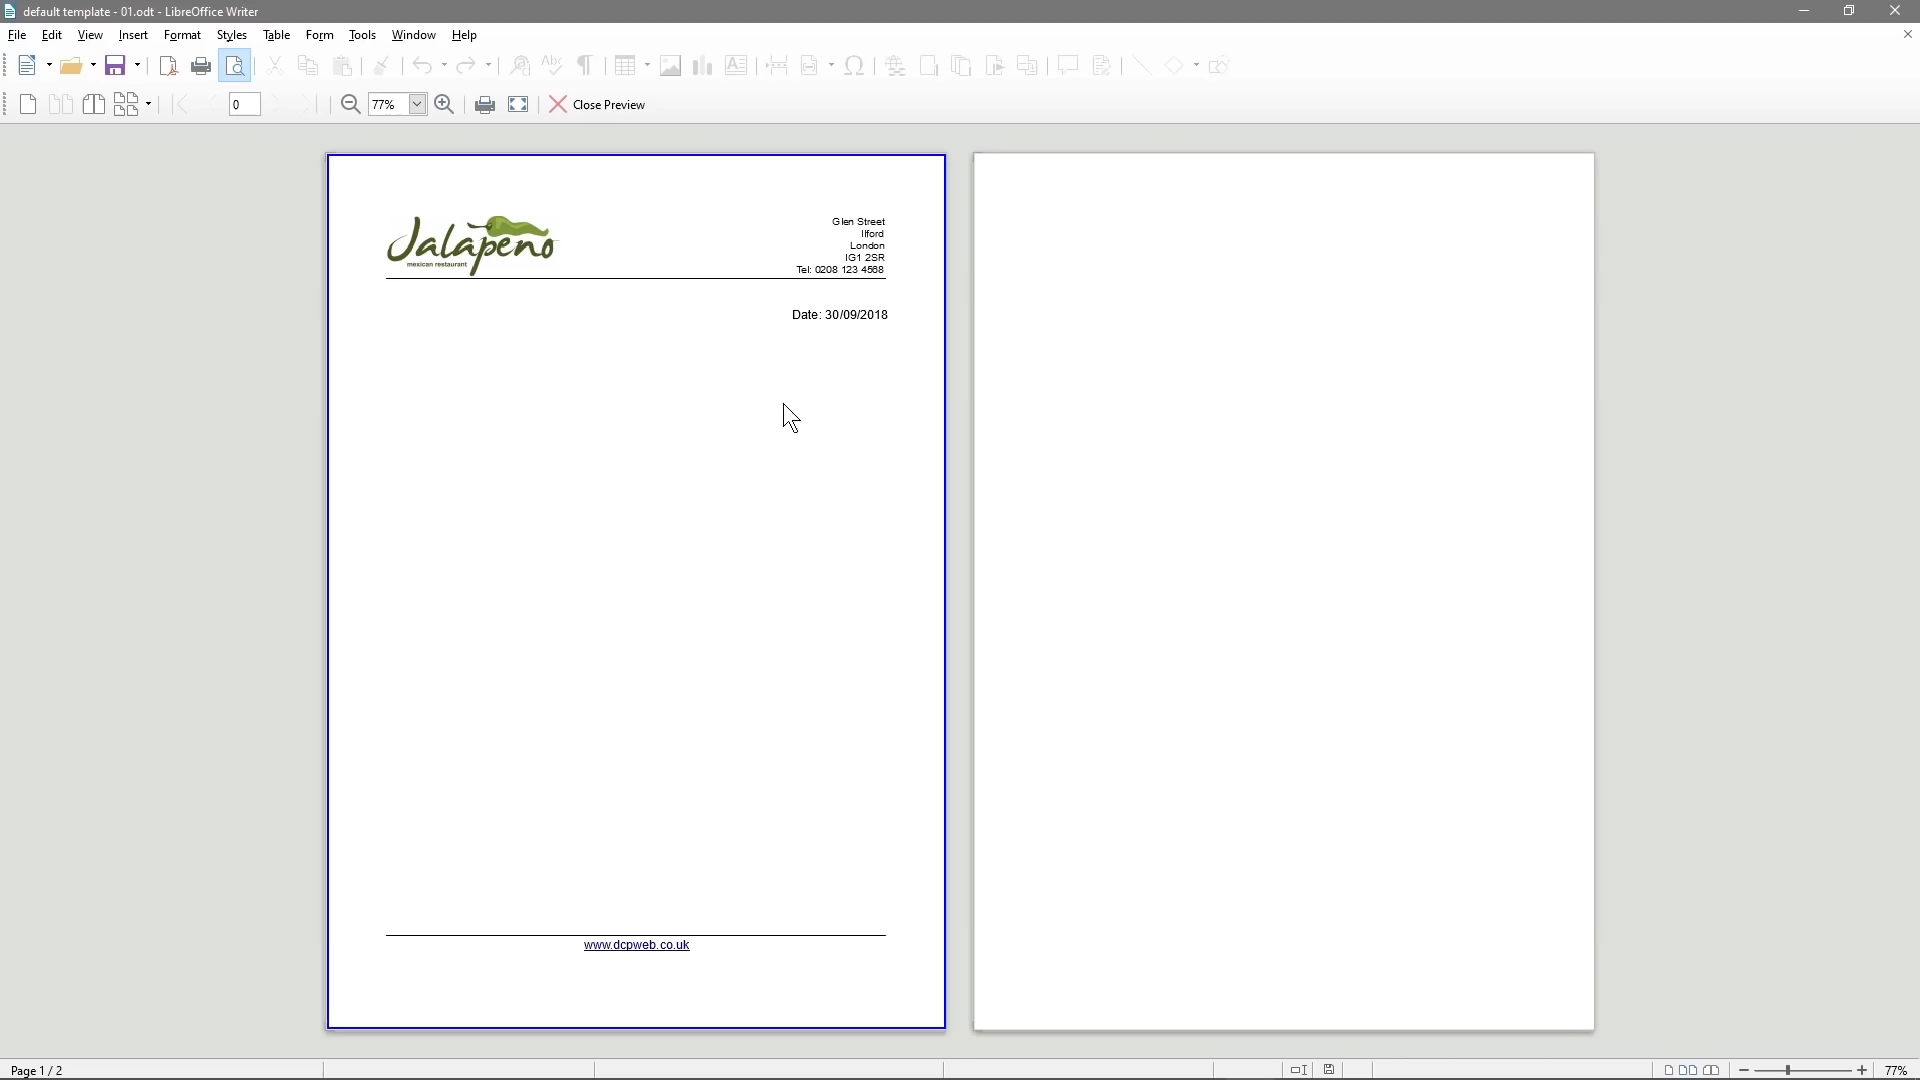 default template - 01.odt - LibreOffice Writer
File Edit View Insert Format Styles Table Form Tools Window Help
0 77% Close Preview
Jalapeno
mexican restaurant
Glen Street
Ilford
London
IG1 2SR
Tel: 0208 123 4568
Date: 30/09/2018
www.dcpweb.co.uk
Page 1 / 2 77%